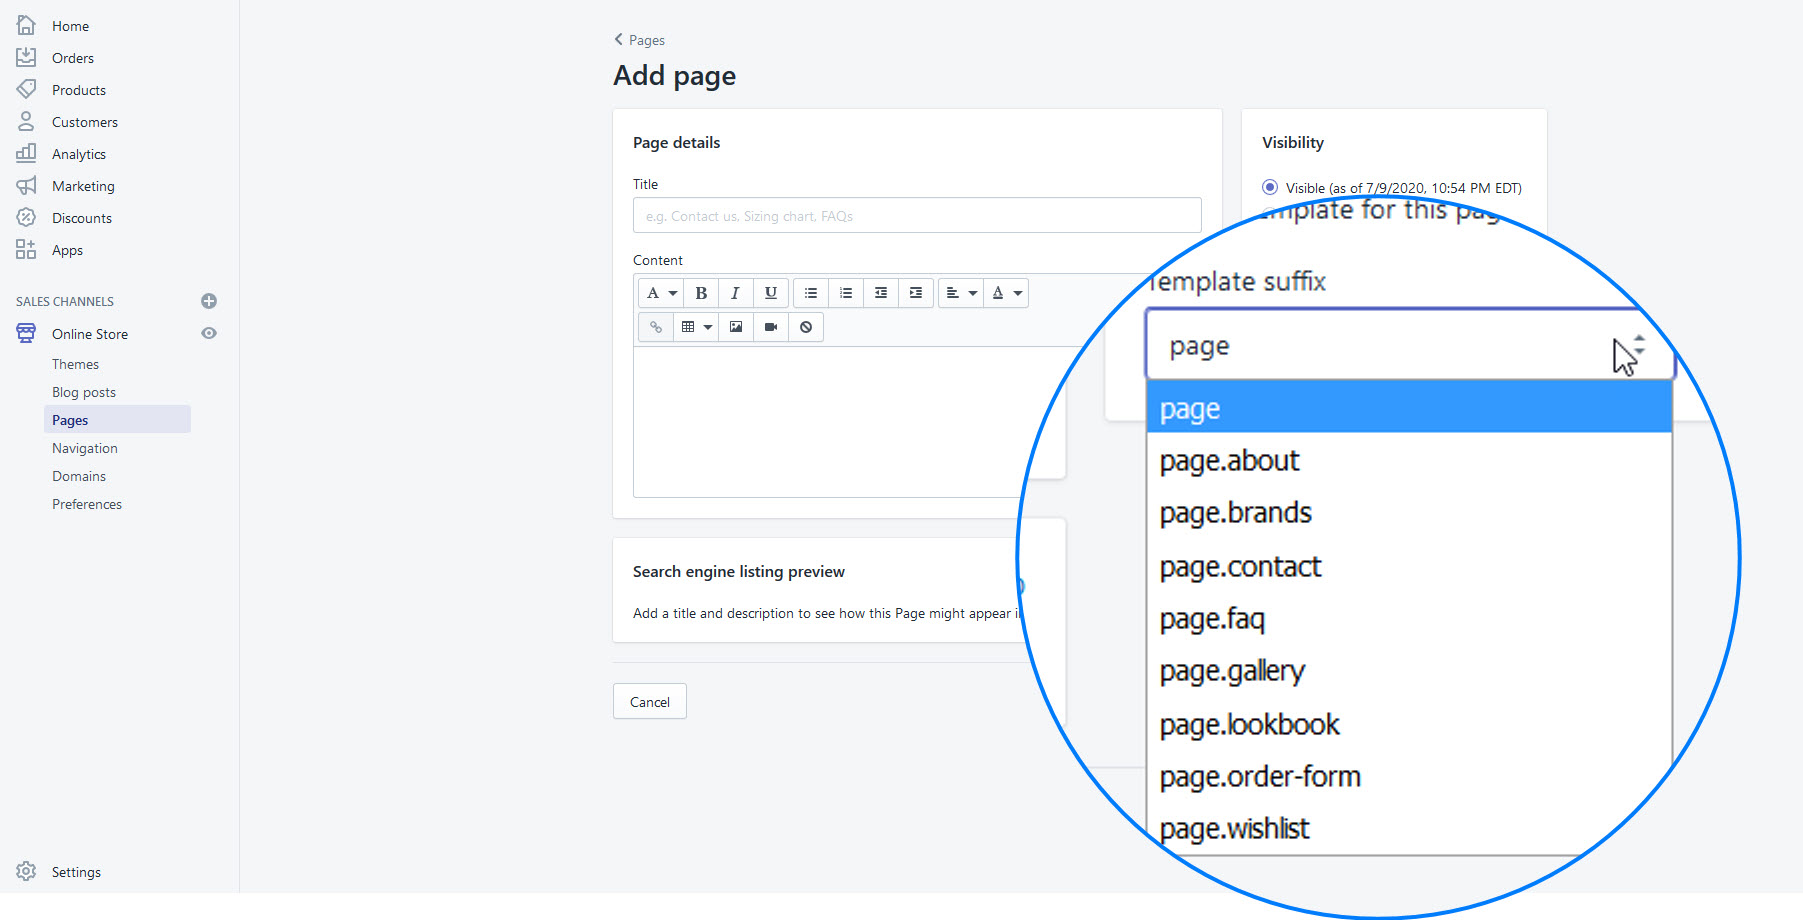 Home
Orders
Products
Customers
Analytics
Marketing
Discounts
Apps
SALES CHANNELS
Online Store
Themes
Blog posts
Pages
Navigation
Domains
Preferences
Settings
Pages
Add page
Page details
Title
e.g. Contact us, Sizing chart, FAQs
Content
A B I U
A
Search engine listing preview
Add a title and description to see how this Page might appear i
Cancel
Visibility
Visible (as of 7/9/2020, 10:54 PM EDT)
emplate for this pag
Template suffix
page
page
page.about
page.brands
page.contact
page.faq
page.gallery
page.lookbook
page.order-form
page.wishlist